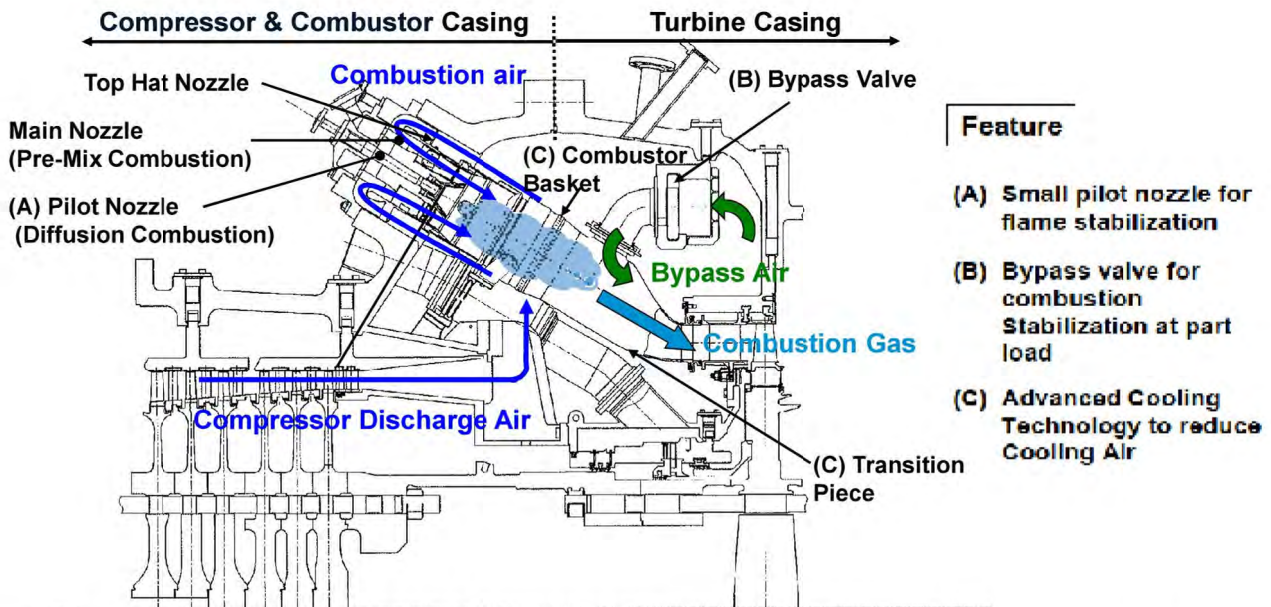 Compressor & Combustor Casing
Turbine Casing
Top Hat Nozzle
Combustion air
(B) Bypass Valve
Main Nozzle
(Pre-Mix Combustion)
(C) Combustor
Basket
(A) Pilot Nozzle
(Diffusion Combustion)
Bypass Air
Combustion Gas
Compressor Discharge Air
(C) Transition
Piece
Feature
(A) Small pilot nozzle for
flame stabilization
(B) Bypass valve for
combustion
Stabilization at part
load
(C) Advanced Cooling
Technology to reduce
Cooling Air